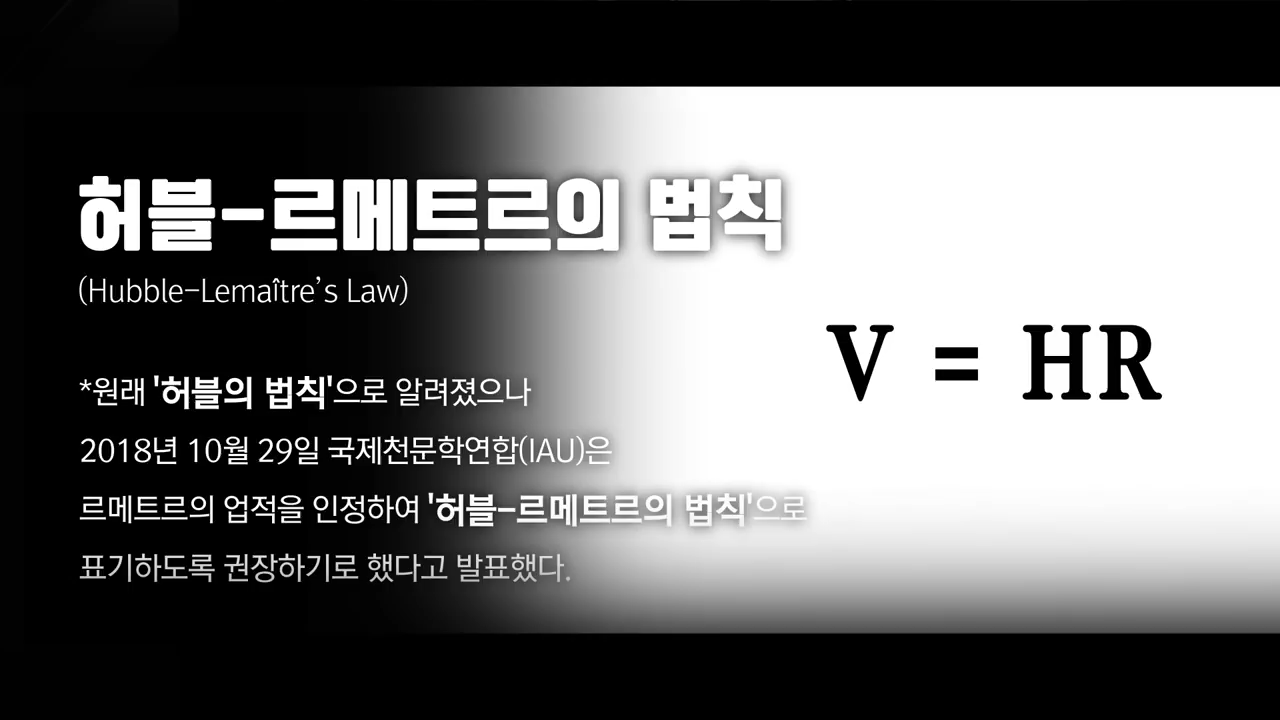 허블-르메트르의 법칙
(Hubble-Lemaître’s Law)
V = HR
*원래 '허블의 법칙'으로 알려졌으나
2018년 10월 29일 국제천문학연합(IAU)은
르메트르의 업적을 인정하여 '허블-르메트르의 법칙'으로
표기하도록 권장하기로 했다고 발표했다.